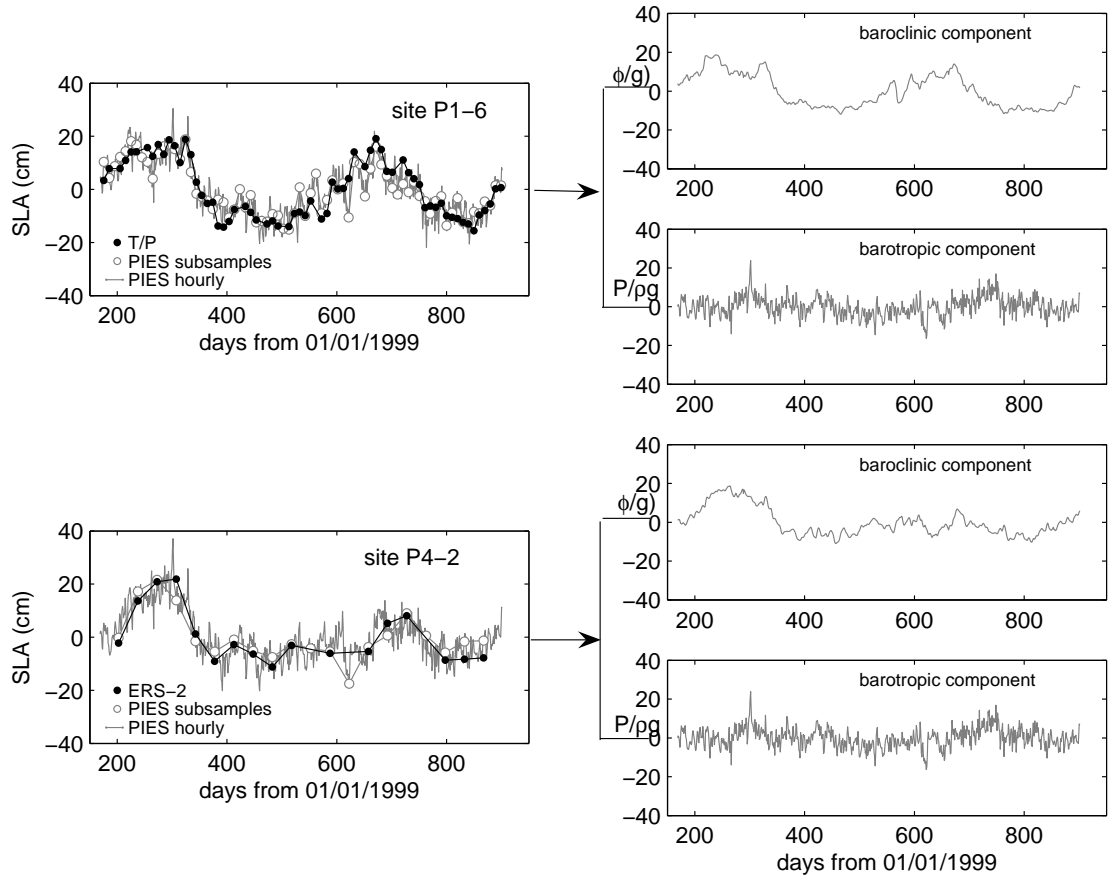 40
20
0
−20
−40
SLA (cm)
site P1−6
T/P
PIES subsamples
PIES hourly
200 400 600 800
days from 01/01/1999
40
20
0
−20
−40
ϕ/g)
baroclinic component
200 400 600 800
40
20
0
−20
−40
P/ρg
barotropic component
200 400 600 800
40
20
0
−20
−40
SLA (cm)
site P4−2
ERS−2
PIES subsamples
PIES hourly
200 400 600 800
days from 01/01/1999
40
20
0
−20
−40
ϕ/g)
baroclinic component
200 400 600 800
40
20
0
−20
−40
P/ρg
barotropic component
200 400 600 800
days from 01/01/1999